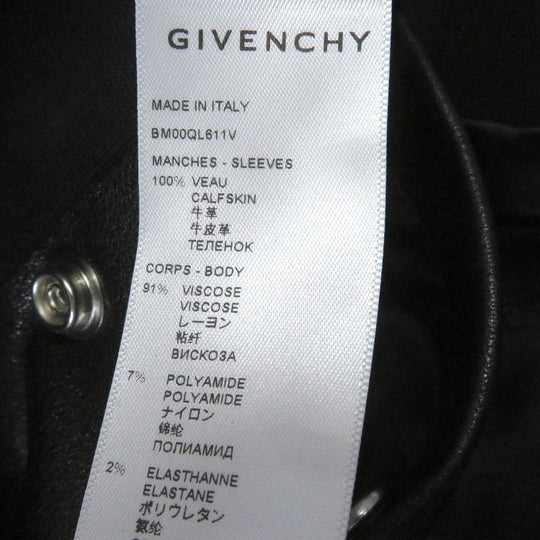 GIVENCHY
MADE IN ITALY
BM00QL611V
MANCHES - SLEEVES
100% VEAU
CALFSKIN
牛革
牛皮革
ТЕЛЕНОК
CORPS - BODY
91% VISCOSE
VISCOSE
レーヨン
粘纤
ВИСКОЗА
7% POLYAMIDE
POLYAMIDE
ナイロン
锦纶
ПОЛИАМИД
2% ELASTHANNE
ELASTANE
ポリウレタン
氨纶